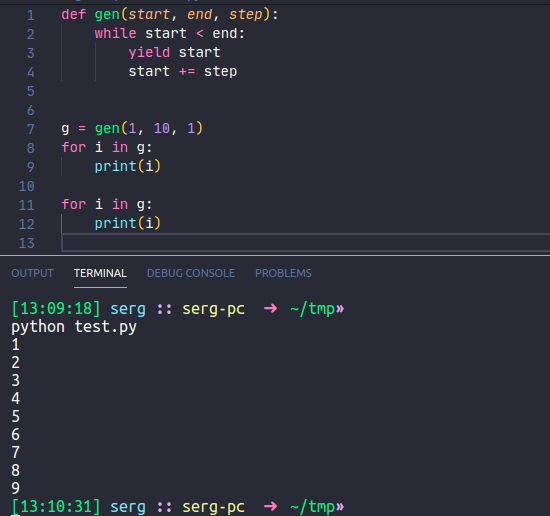 1 def gen(start, end, step):
2     while start < end:
3         yield start
4         start += step
5
6
7 g = gen(1, 10, 1)
8 for i in g:
9     print(i)
10
11 for i in g:
12     print(i)
13
OUTPUT TERMINAL DEBUG CONSOLE PROBLEMS
[13:09:18] serg :: serg-pc ➜ ~/tmp»
python test.py
1
2
3
4
5
6
7
8
9
[13:10:31] serg :: serg-pc ➜ ~/tmp»